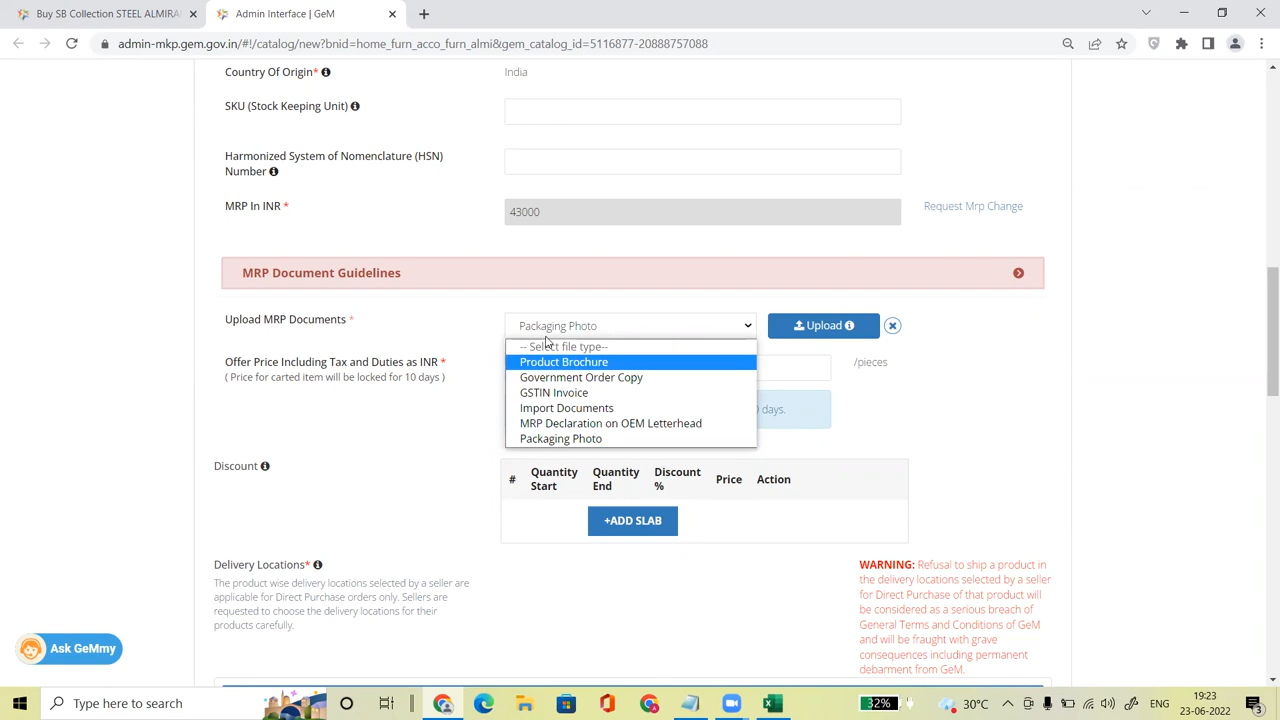 Buy SB Collection STEEL ALMIRA
Admin Interface | GeM
admin-mkp.gem.gov.in/#!/catalog/new?bnid=home_furn_acco_furn_almi&gem_catalog_id=5116877-20888757088
Country Of Origin*
India
SKU (Stock Keeping Unit)
Harmonized System of Nomenclature (HSN)
Number
MRP In INR *
43000
Request Mrp Change
MRP Document Guidelines
Upload MRP Documents *
Packaging Photo
Upload
-- Select file type--
Product Brochure
Government Order Copy
GSTIN Invoice
Import Documents
MRP Declaration on OEM Letterhead
Packaging Photo
Offer Price Including Tax and Duties as INR *
( Price for carted item will be locked for 10 days )
/pieces
days.
Discount
# Quantity Start Quantity End Discount % Price Action
+ADD SLAB
Delivery Locations*
The product wise delivery locations selected by a seller are
applicable for Direct Purchase orders only. Sellers are
requested to choose the delivery locations for their
products carefully.
WARNING: Refusal to ship a product in
the delivery locations selected by a seller
for Direct Purchase of that product will
be considered as a serious breach of
General Terms and Conditions of GeM
and will be fraught with grave
consequences including permanent
debarment from GeM.
Ask GeMmy
Type here to search
32%
30°C
ENG
19:23
23-06-2022
3